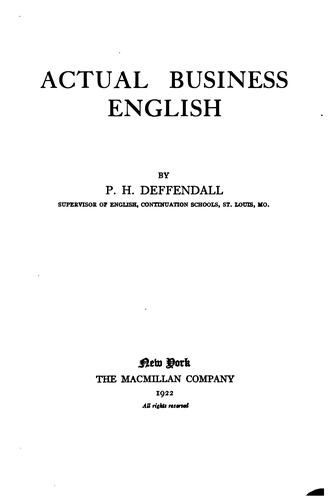 ACTUAL BUSINESS
ENGLISH
BY
P. H. DEFFENDALL
SUPERVISOR OF ENGLISH, CONTINUATION SCHOOLS, ST. LOUIS, MO.
New York
THE MACMILLAN COMPANY
1922
All rights reserved